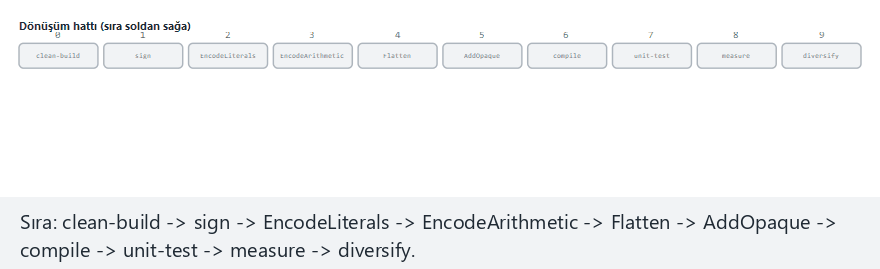 Dönüşüm hattı (sıra soldan sağa)
0 1 2 3 4 5 6 7 8 9
clean-build sign EncodeLiterals EncodeArithmetic Flatten AddOpaque compile unit-test measure diversify
Sıra: clean-build -> sign -> EncodeLiterals -> EncodeArithmetic -> Flatten -> AddOpaque ->
compile -> unit-test -> measure -> diversify.